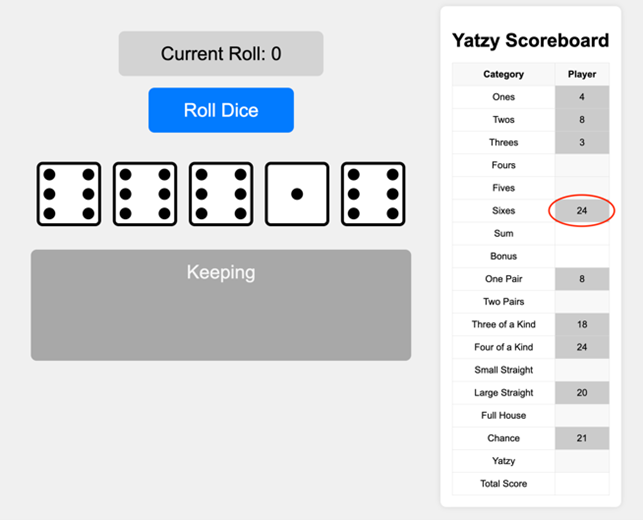 Current Roll: 0
Roll Dice
Keeping
Yatzy Scoreboard
Category Player
Ones 4
Twos 8
Threes 3
Fours
Fives
Sixes 24
Sum
Bonus
One Pair 8
Two Pairs
Three of a Kind 18
Four of a Kind 24
Small Straight
Large Straight 20
Full House
Chance 21
Yatzy
Total Score